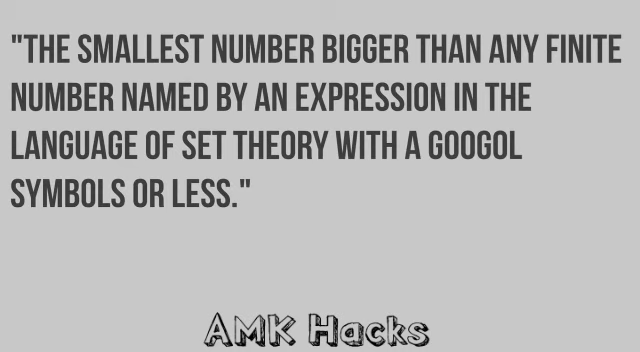 "THE SMALLEST NUMBER BIGGER THAN ANY FINITE
NUMBER NAMED BY AN EXPRESSION IN THE
LANGUAGE OF SET THEORY WITH A GOOGOL
SYMBOLS OR LESS."
AMK Hacks